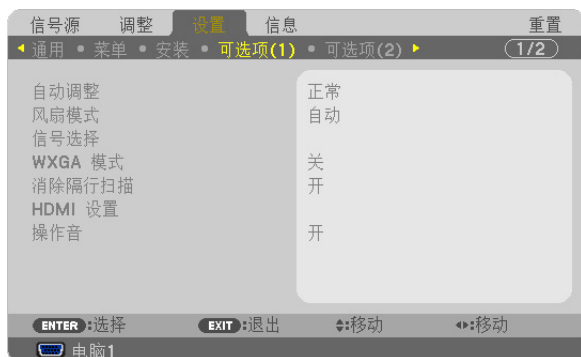 信号源 调整 设置 信息 重置
通用 • 菜单 • 安装 • 可选项(1) • 可选项(2) 1/2
自动调整 正常
风扇模式 自动
信号选择
WXGA 模式 关
消除隔行扫描 开
HDMI 设置
操作音 开
ENTER:选择 EXIT:退出 :移动 :移动
电脑1